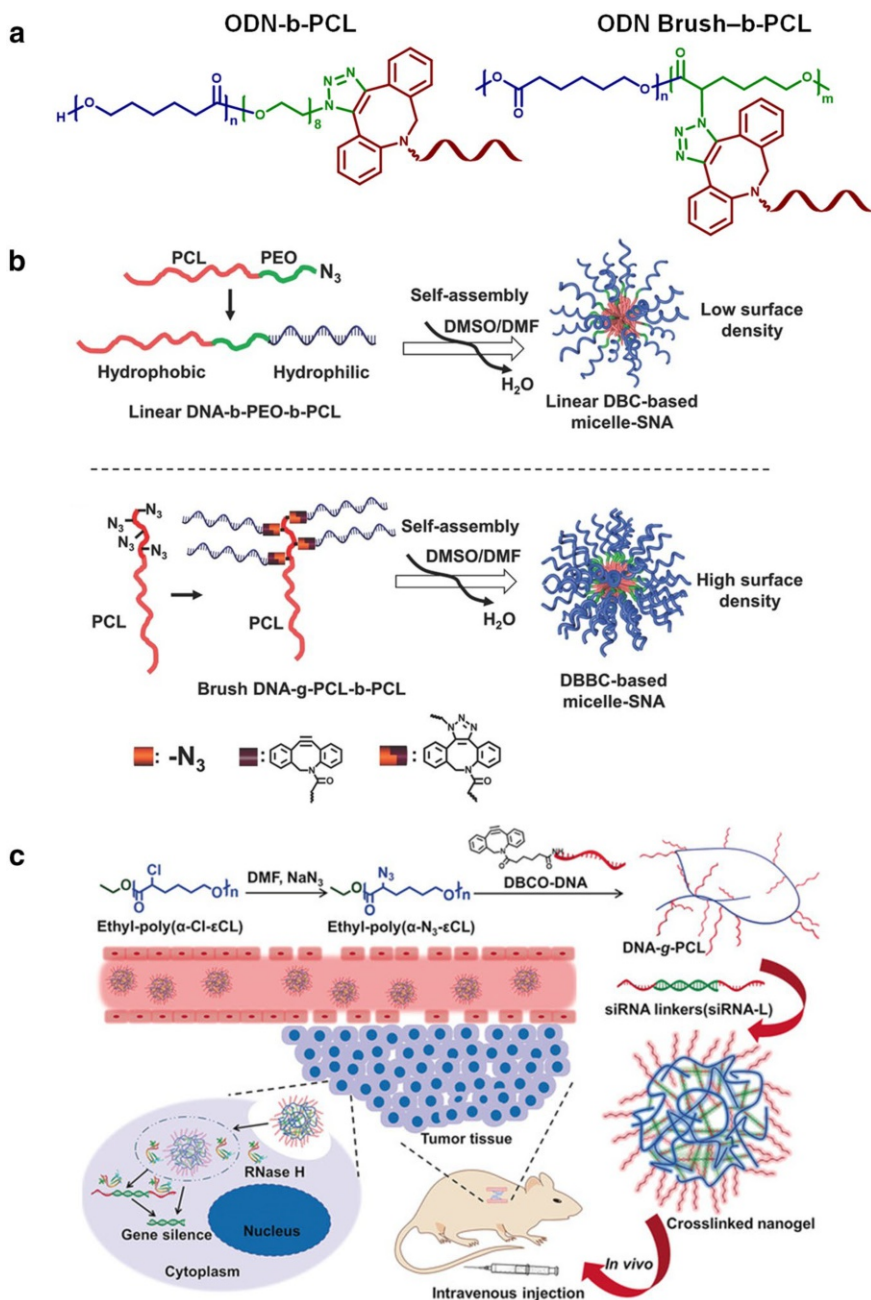 a
ODN-b-PCL
ODN Brush–b-PCL
H
O
O
n
O
8
N
N
N
N
O
O
n
O
O
m
N
N
N
N
b
PCL
PEO
N3
Hydrophobic
Hydrophilic
Linear DNA-b-PEO-b-PCL
Self-assembly
DMSO/DMF
H2O
Low surface
density
Linear DBC-based
micelle-SNA
N3
N3
N3
N3
PCL
PCL
Brush DNA-g-PCL-b-PCL
Self-assembly
DMSO/DMF
H2O
High surface
density
DBBC-based
micelle-SNA
: -N3
:
N
O
:
N
N
N
N
O
c
O
Cl
O
O
n
Ethyl-poly(α-Cl-εCL)
DMF, NaN3
O
N3
O
O
n
Ethyl-poly(α-N3-εCL)
N
O
O
NH
DBCO-DNA
DNA-g-PCL
siRNA linkers(siRNA-L)
Tumor tissue
RNase H
Gene silence
Nucleus
Cytoplasm
Crosslinked nanogel
In vivo
Intravenous injection